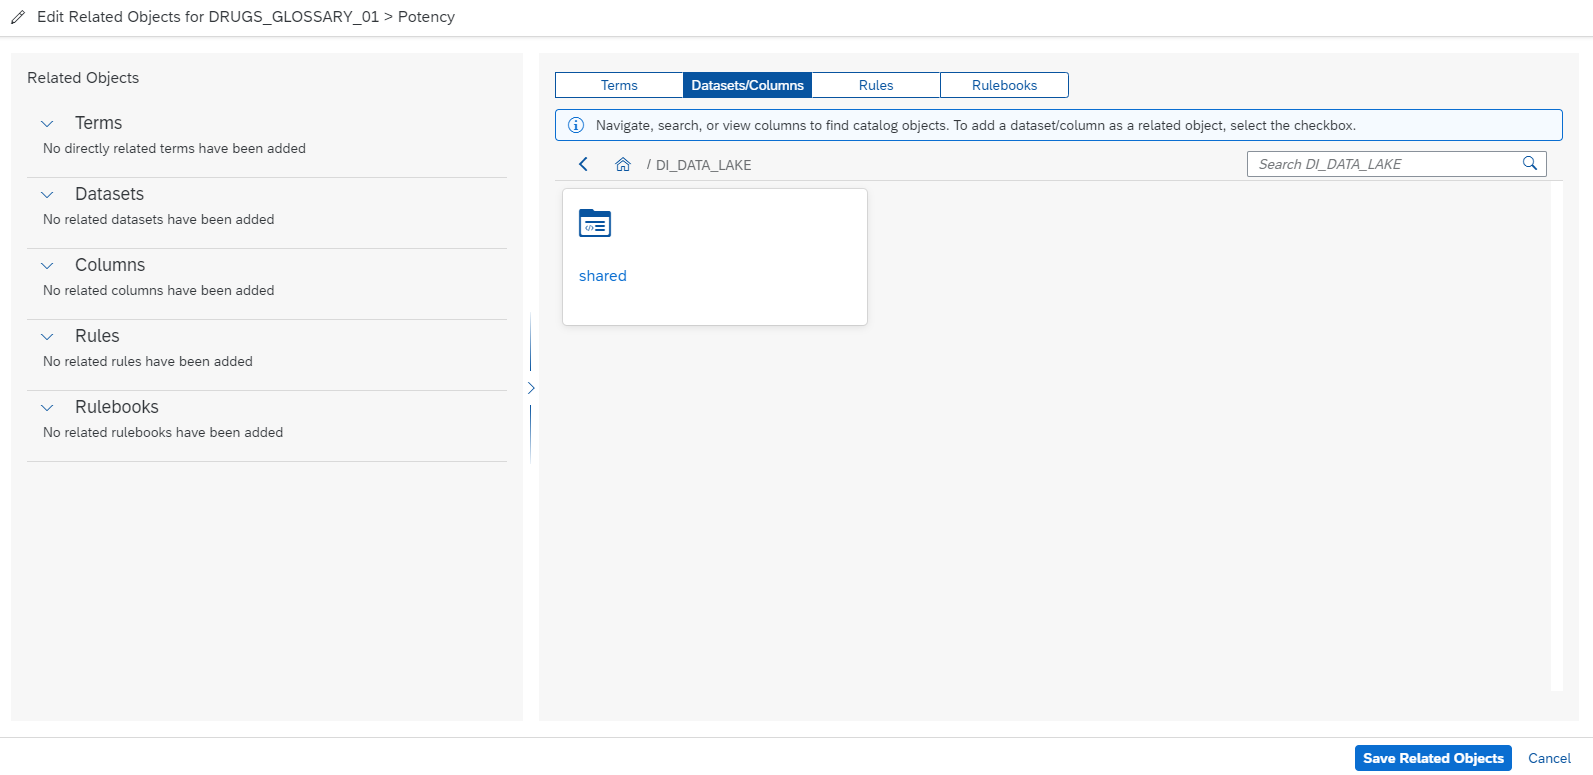 Edit Related Objects for DRUGS_GLOSSARY_01 > Potency
Related Objects
Terms
No directly related terms have been added
Datasets
No related datasets have been added
Columns
No related columns have been added
Rules
No related rules have been added
Rulebooks
No related rulebooks have been added
Terms Datasets/Columns Rules Rulebooks
Navigate, search, or view columns to find catalog objects. To add a dataset/column as a related object, select the checkbox.
/ DI_DATA_LAKE
Search DI_DATA_LAKE
shared
Save Related Objects Cancel